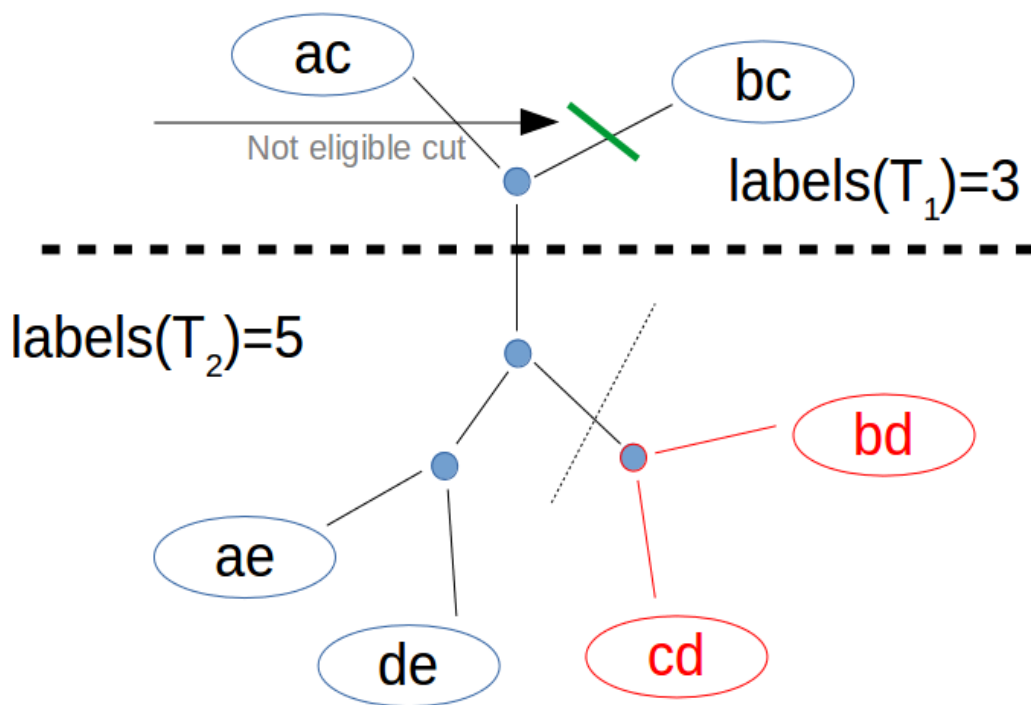 ac
bc
Not eligible cut
labels(T₁)=3
labels(T₂)=5
bd
ae
cd
de